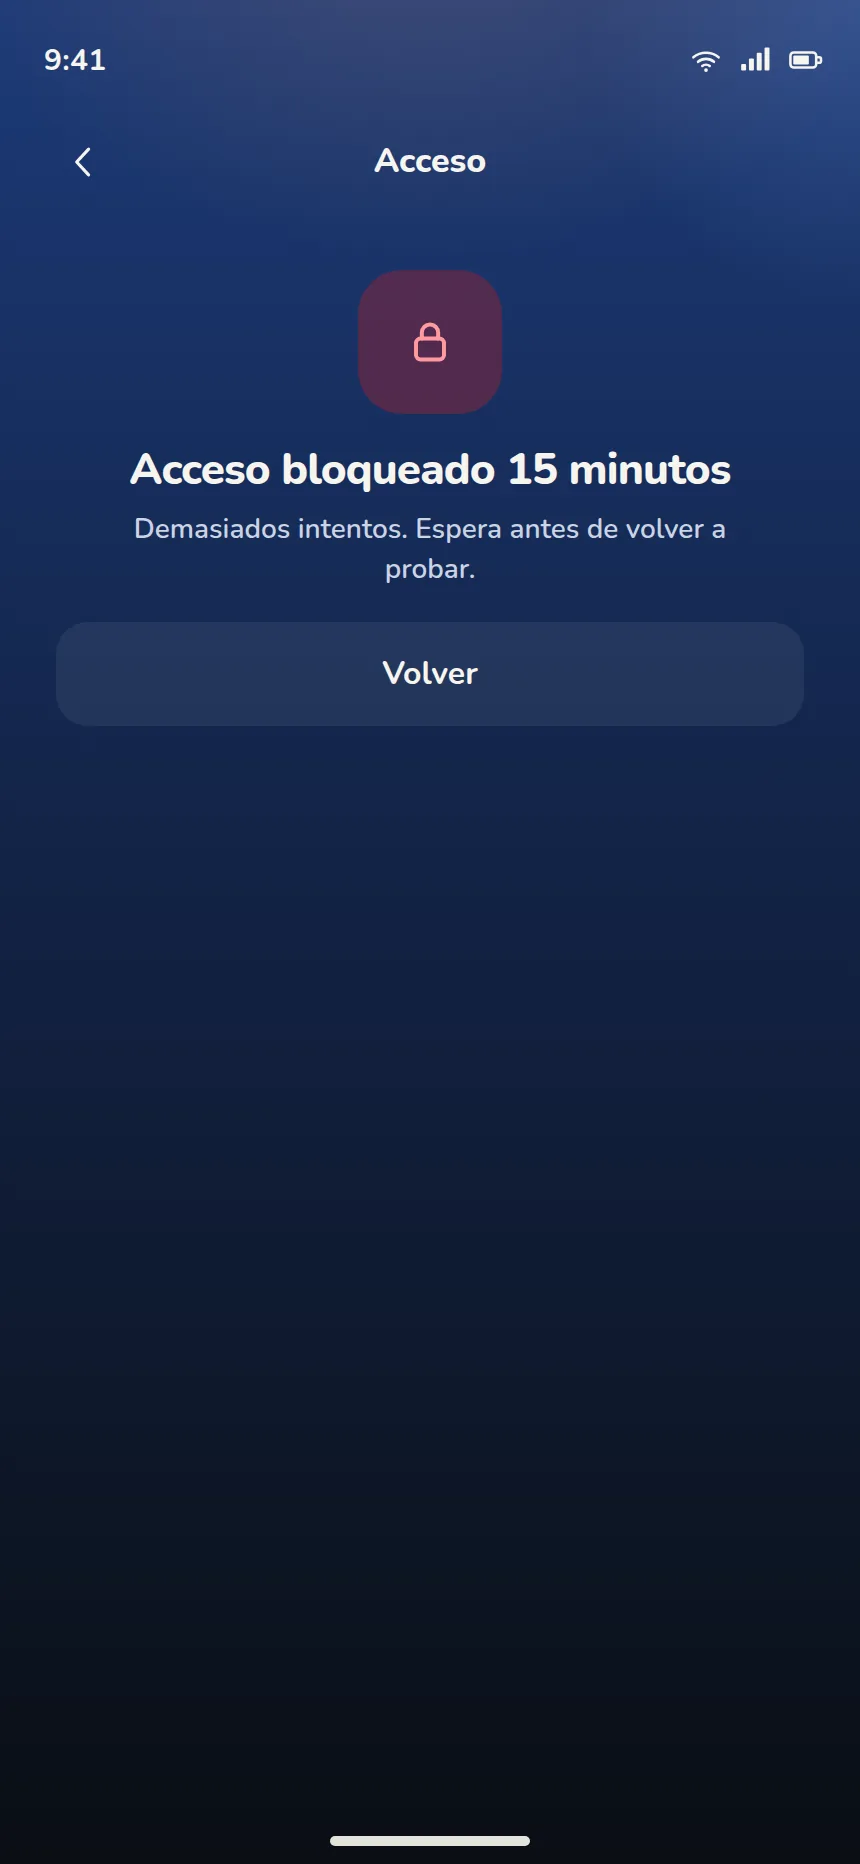 9:41
Acceso
Acceso bloqueado 15 minutos
Demasiados intentos. Espera antes de volver a
probar.
Volver